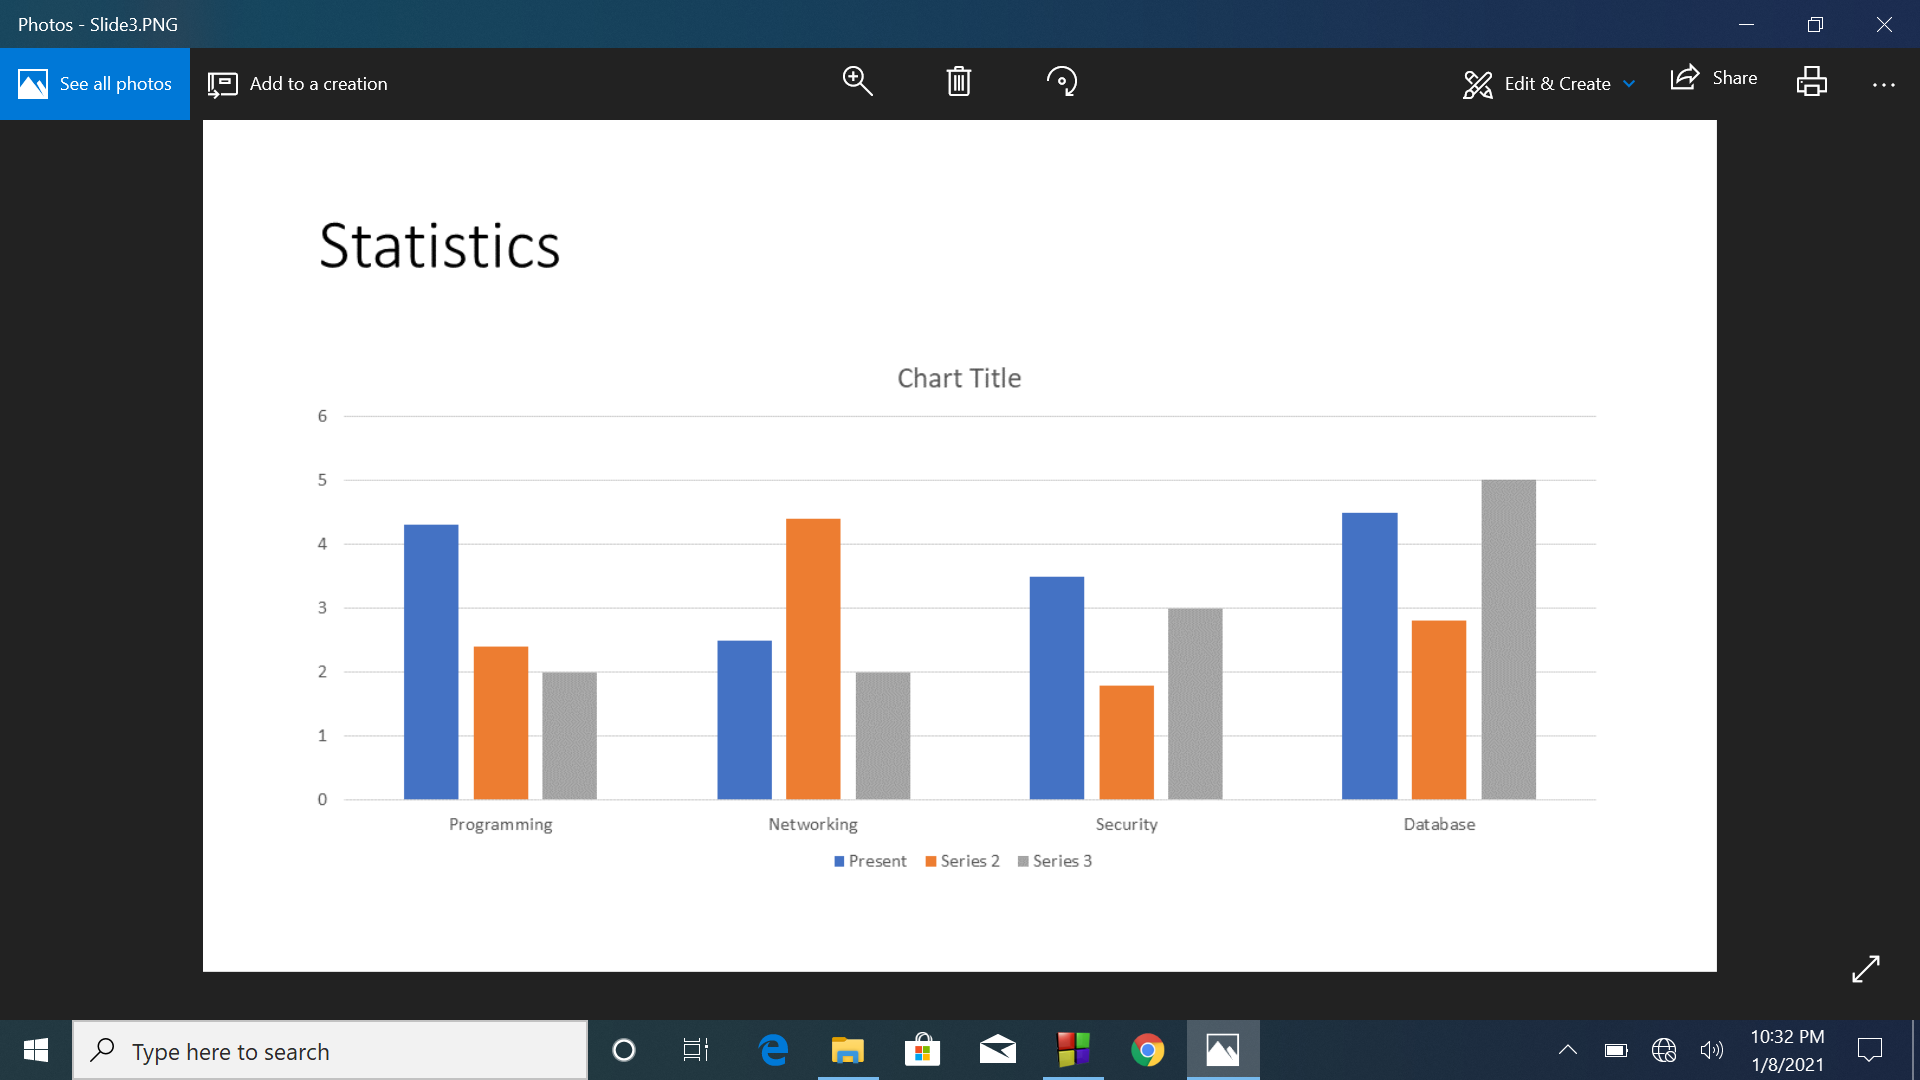 Photos - Slide3.PNG
See all photos
Add to a creation
Edit & Create
Share
Statistics
Chart Title
6
5
4
3
2
1
0
Programming Networking Security Database
Present Series 2 Series 3
Type here to search
10:32 PM
1/8/2021